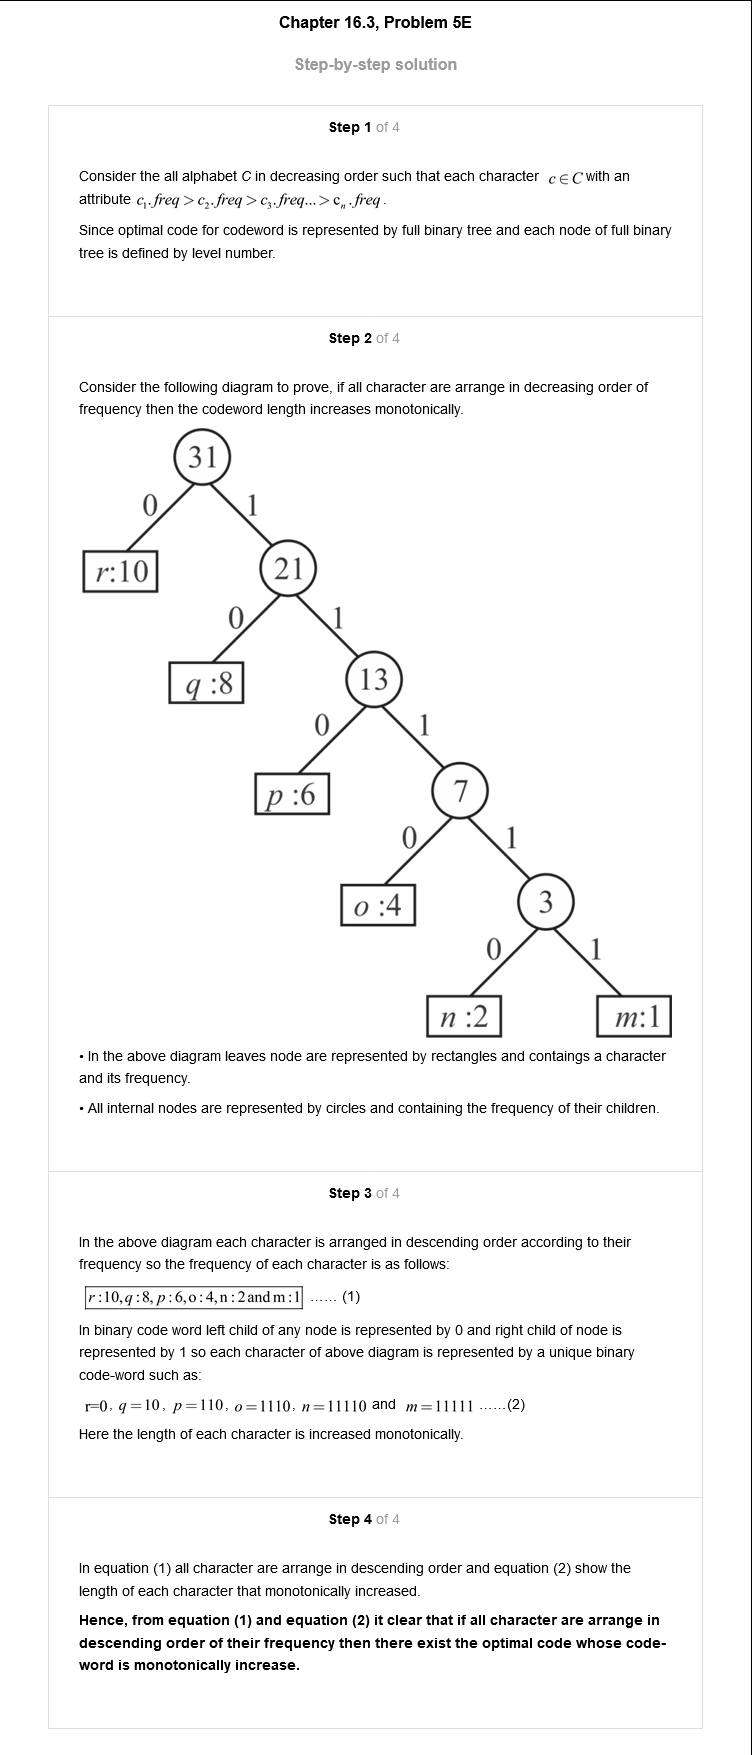 Chapter 16.3, Problem 5E
Step-by-step solution
Step 1 of 4
Consider the all alphabet C in decreasing order such that each character c ∈ C with an
attribute c₁.freq > c₂.freq > c₃.freq... > cₙ.freq .
Since optimal code for codeword is represented by full binary tree and each node of full binary
tree is defined by level number.
Step 2 of 4
Consider the following diagram to prove, if all character are arrange in decreasing order of
frequency then the codeword length increases monotonically.
31
0 1
r:10 21
0 1
q :8 13
0 1
p :6 7
0 1
o :4 3
0 1
n :2 m:1
• In the above diagram leaves node are represented by rectangles and contaings a character
and its frequency.
• All internal nodes are represented by circles and containing the frequency of their children.
Step 3 of 4
In the above diagram each character is arranged in descending order according to their
frequency so the frequency of each character is as follows:
r:10,q:8,p:6,o:4,n:2and m:1 ...... (1)
In binary code word left child of any node is represented by 0 and right child of node is
represented by 1 so each character of above diagram is represented by a unique binary
code-word such as:
r=0, q=10, p=110, o=1110, n=11110 and m=11111 ......(2)
Here the length of each character is increased monotonically.
Step 4 of 4
In equation (1) all character are arrange in descending order and equation (2) show the
length of each character that monotonically increased.
Hence, from equation (1) and equation (2) it clear that if all character are arrange in
descending order of their frequency then there exist the optimal code whose code-
word is monotonically increase.